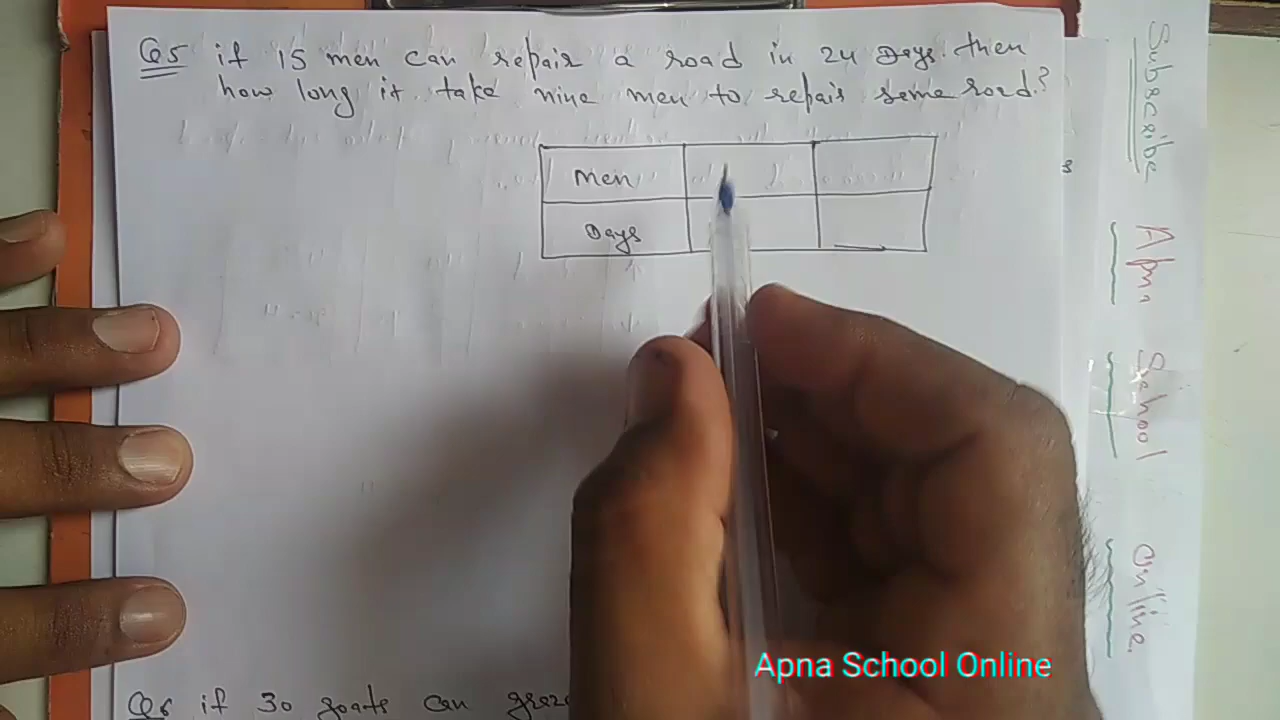 Q5 if 15 men can repair a road in 24 Days. then
how long it take nine men to repair same road?
Men
Days
Q6 if 30 goats can
Subscribe
Apna School Online.
Apna School Online